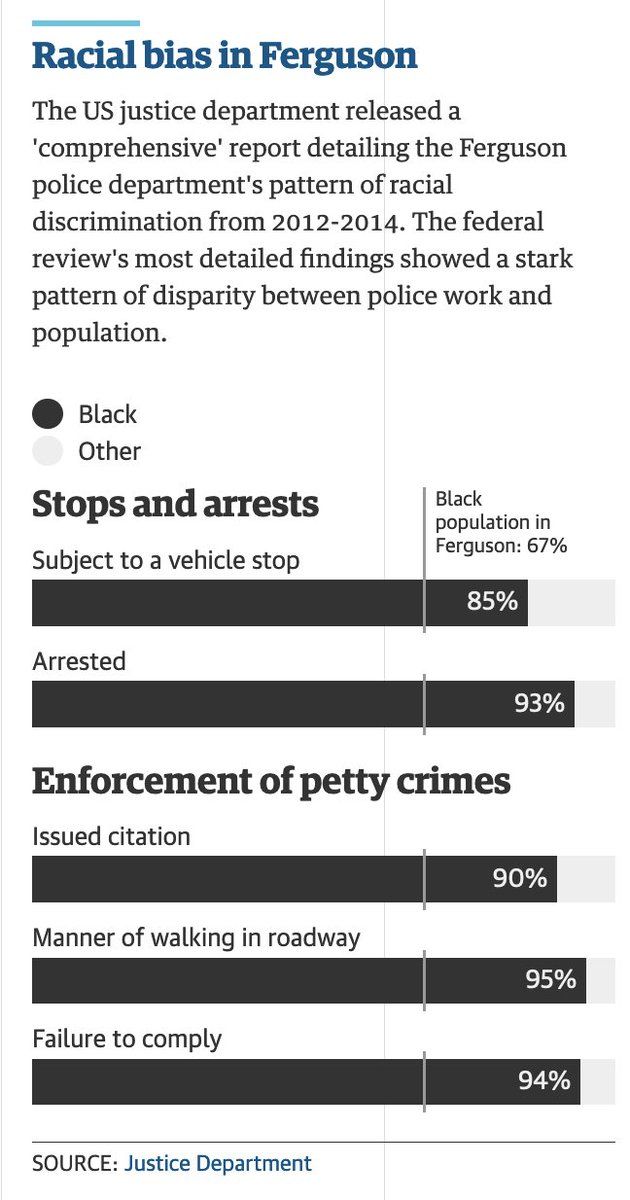 Racial bias in Ferguson
The US justice department released a
'comprehensive' report detailing the Ferguson
police department's pattern of racial
discrimination from 2012-2014. The federal
review's most detailed findings showed a stark
pattern of disparity between police work and
population.
Black
Other
Stops and arrests
Black
population in
Ferguson: 67%
Subject to a vehicle stop
85%
Arrested
93%
Enforcement of petty crimes
Issued citation
90%
Manner of walking in roadway
95%
Failure to comply
94%
SOURCE: Justice Department